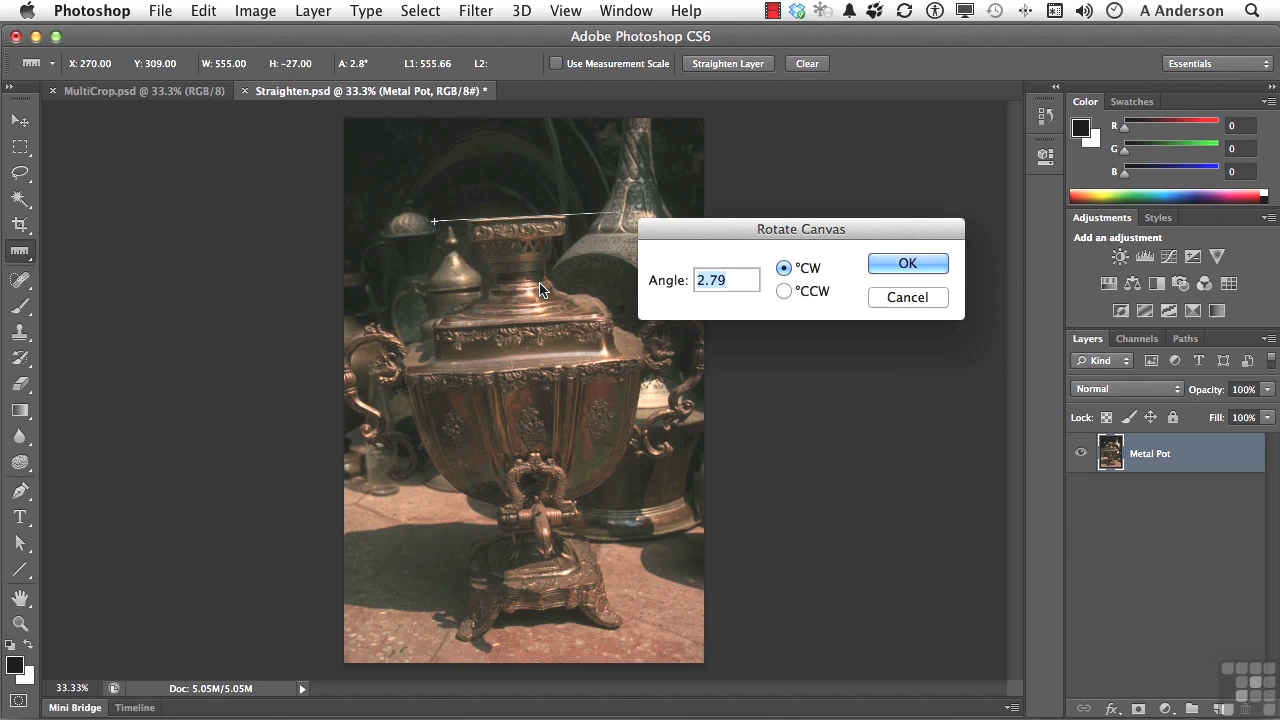 Photoshop File Edit Image Layer Type Select Filter 3D View Window Help A Anderson
Adobe Photoshop CS6
X: 270.00 Y: 309.00 W: 555.00 H: -27.00 A: 2.8° L1: 555.66 L2: Use Measurement Scale Straighten Layer Clear Essentials
MultiCrop.psd @ 33.3% (RGB/8) Straighten.psd @ 33.3% (Metal Pot, RGB/8#) *
Color Swatches
R 0
G 0
B 0
Adjustments Styles
Add an adjustment
Rotate Canvas
Angle: 2.79 °CW OK
°CCW Cancel
Layers Channels Paths
Kind
Normal Opacity: 100%
Lock: Fill: 100%
Metal Pot
33.33% Doc: 5.05M/5.05M
Mini Bridge Timeline